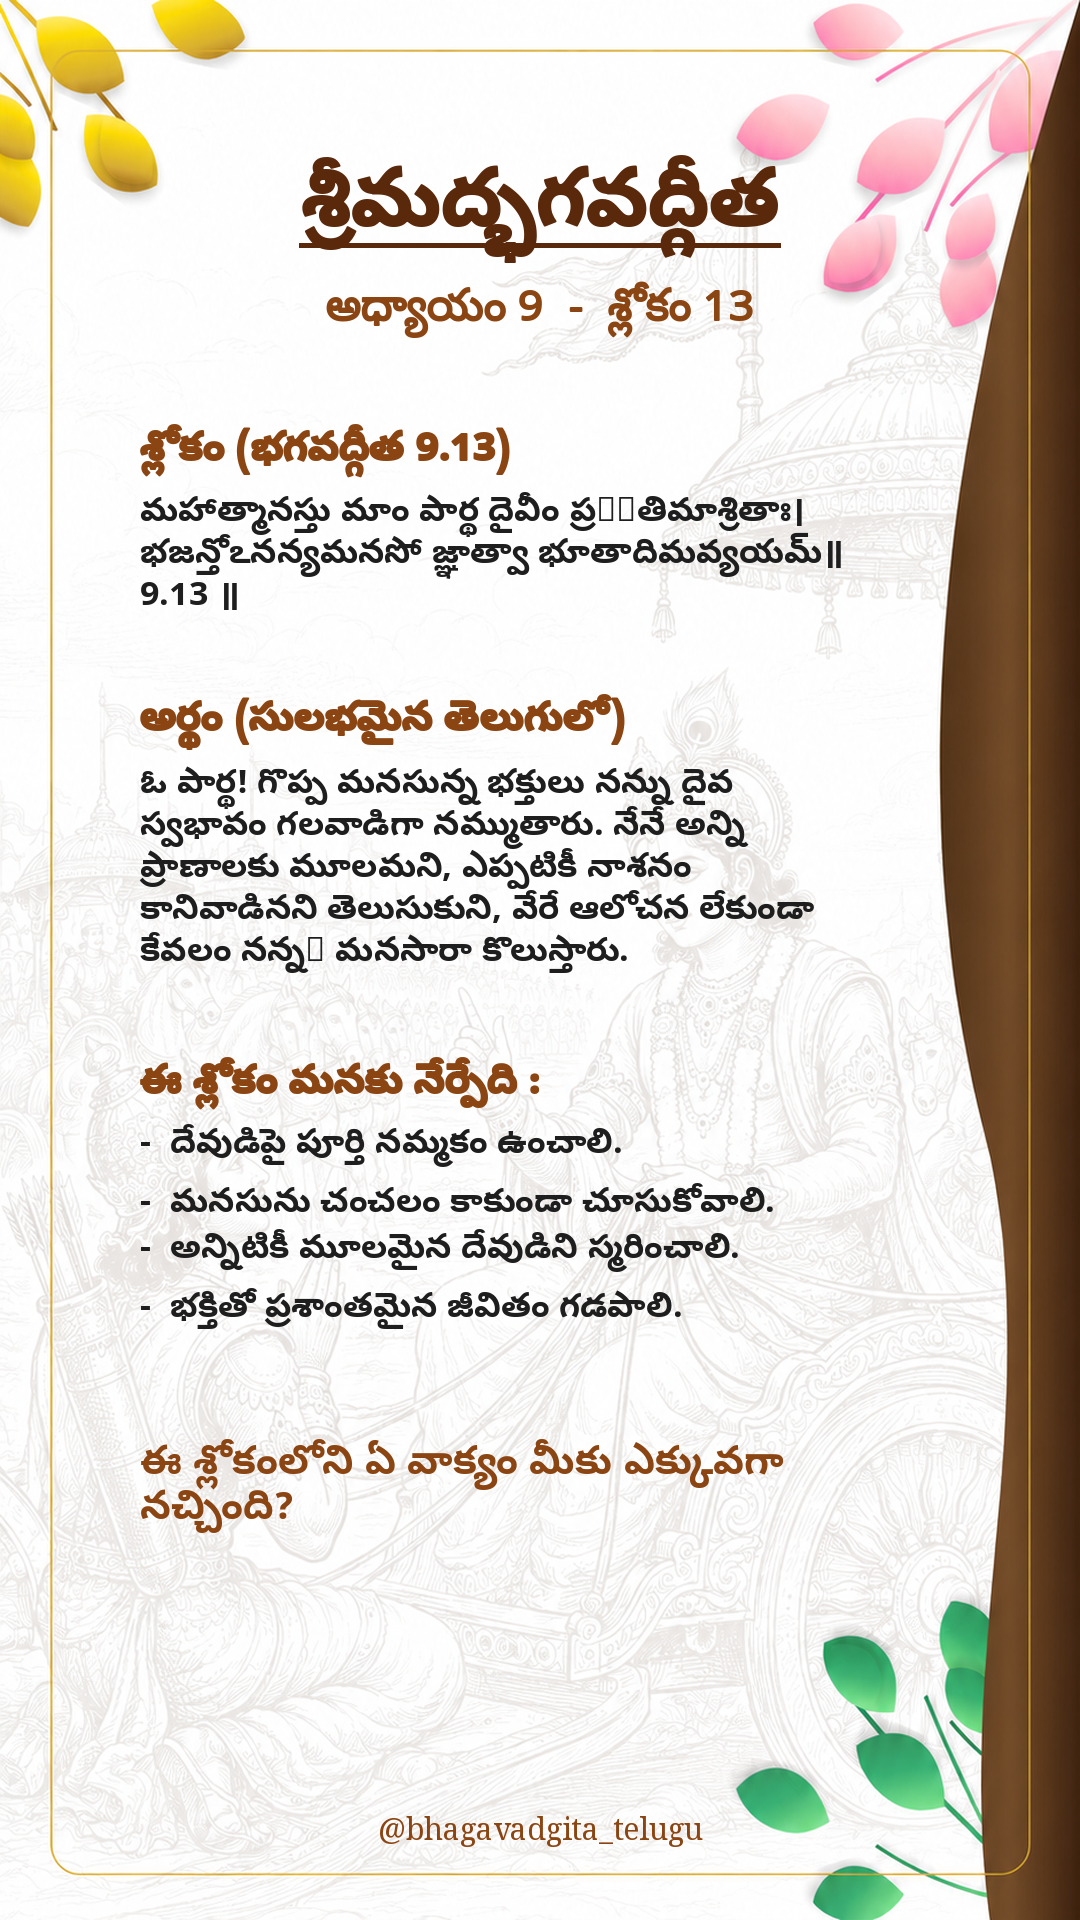 శ్రీమద్భగవద్గీత
అధ్యాయం 9 - శ్లోకం 13
శ్లోకం (భగవద్గీత 9.13)
మహాత్మానస్తు మాం పార్థ దైవీం
భజన్తోఽనన్యమనసో జ్ఞాత్వా భూతాదిమవ్యయమ్॥
9.13 ॥
అర్థం (సులభమైన తెలుగులో)
ఓ పార్థ! గొప్ప మనసున్న భక్తులు నన్ను దైవ
స్వభావం గలవాడిగా నమ్ముతారు. నేనే అన్ని
ప్రాణాలకు మూలమని, ఎప్పటికీ నాశనం
కానివాడినని తెలుసుకుని, వేరే ఆలోచన లేకుండా
కేవలం మనసారా కొలుస్తారు.
ఈ శ్లోకం మనకు నేర్పేది :
- దేవుడిపై పూర్తి నమ్మకం ఉంచాలి.
- మనసును చంచలం కాకుండా చూసుకోవాలి.
- అన్నిటికీ మూలమైన దేవుడిని స్మరించాలి.
- భక్తితో ప్రశాంతమైన జీవితం గడపాలి.
ఈ శ్లోకంలోని ఏ వాక్యం మీకు ఎక్కువగా
నచ్చింది?
@bhagavadgita_telugu